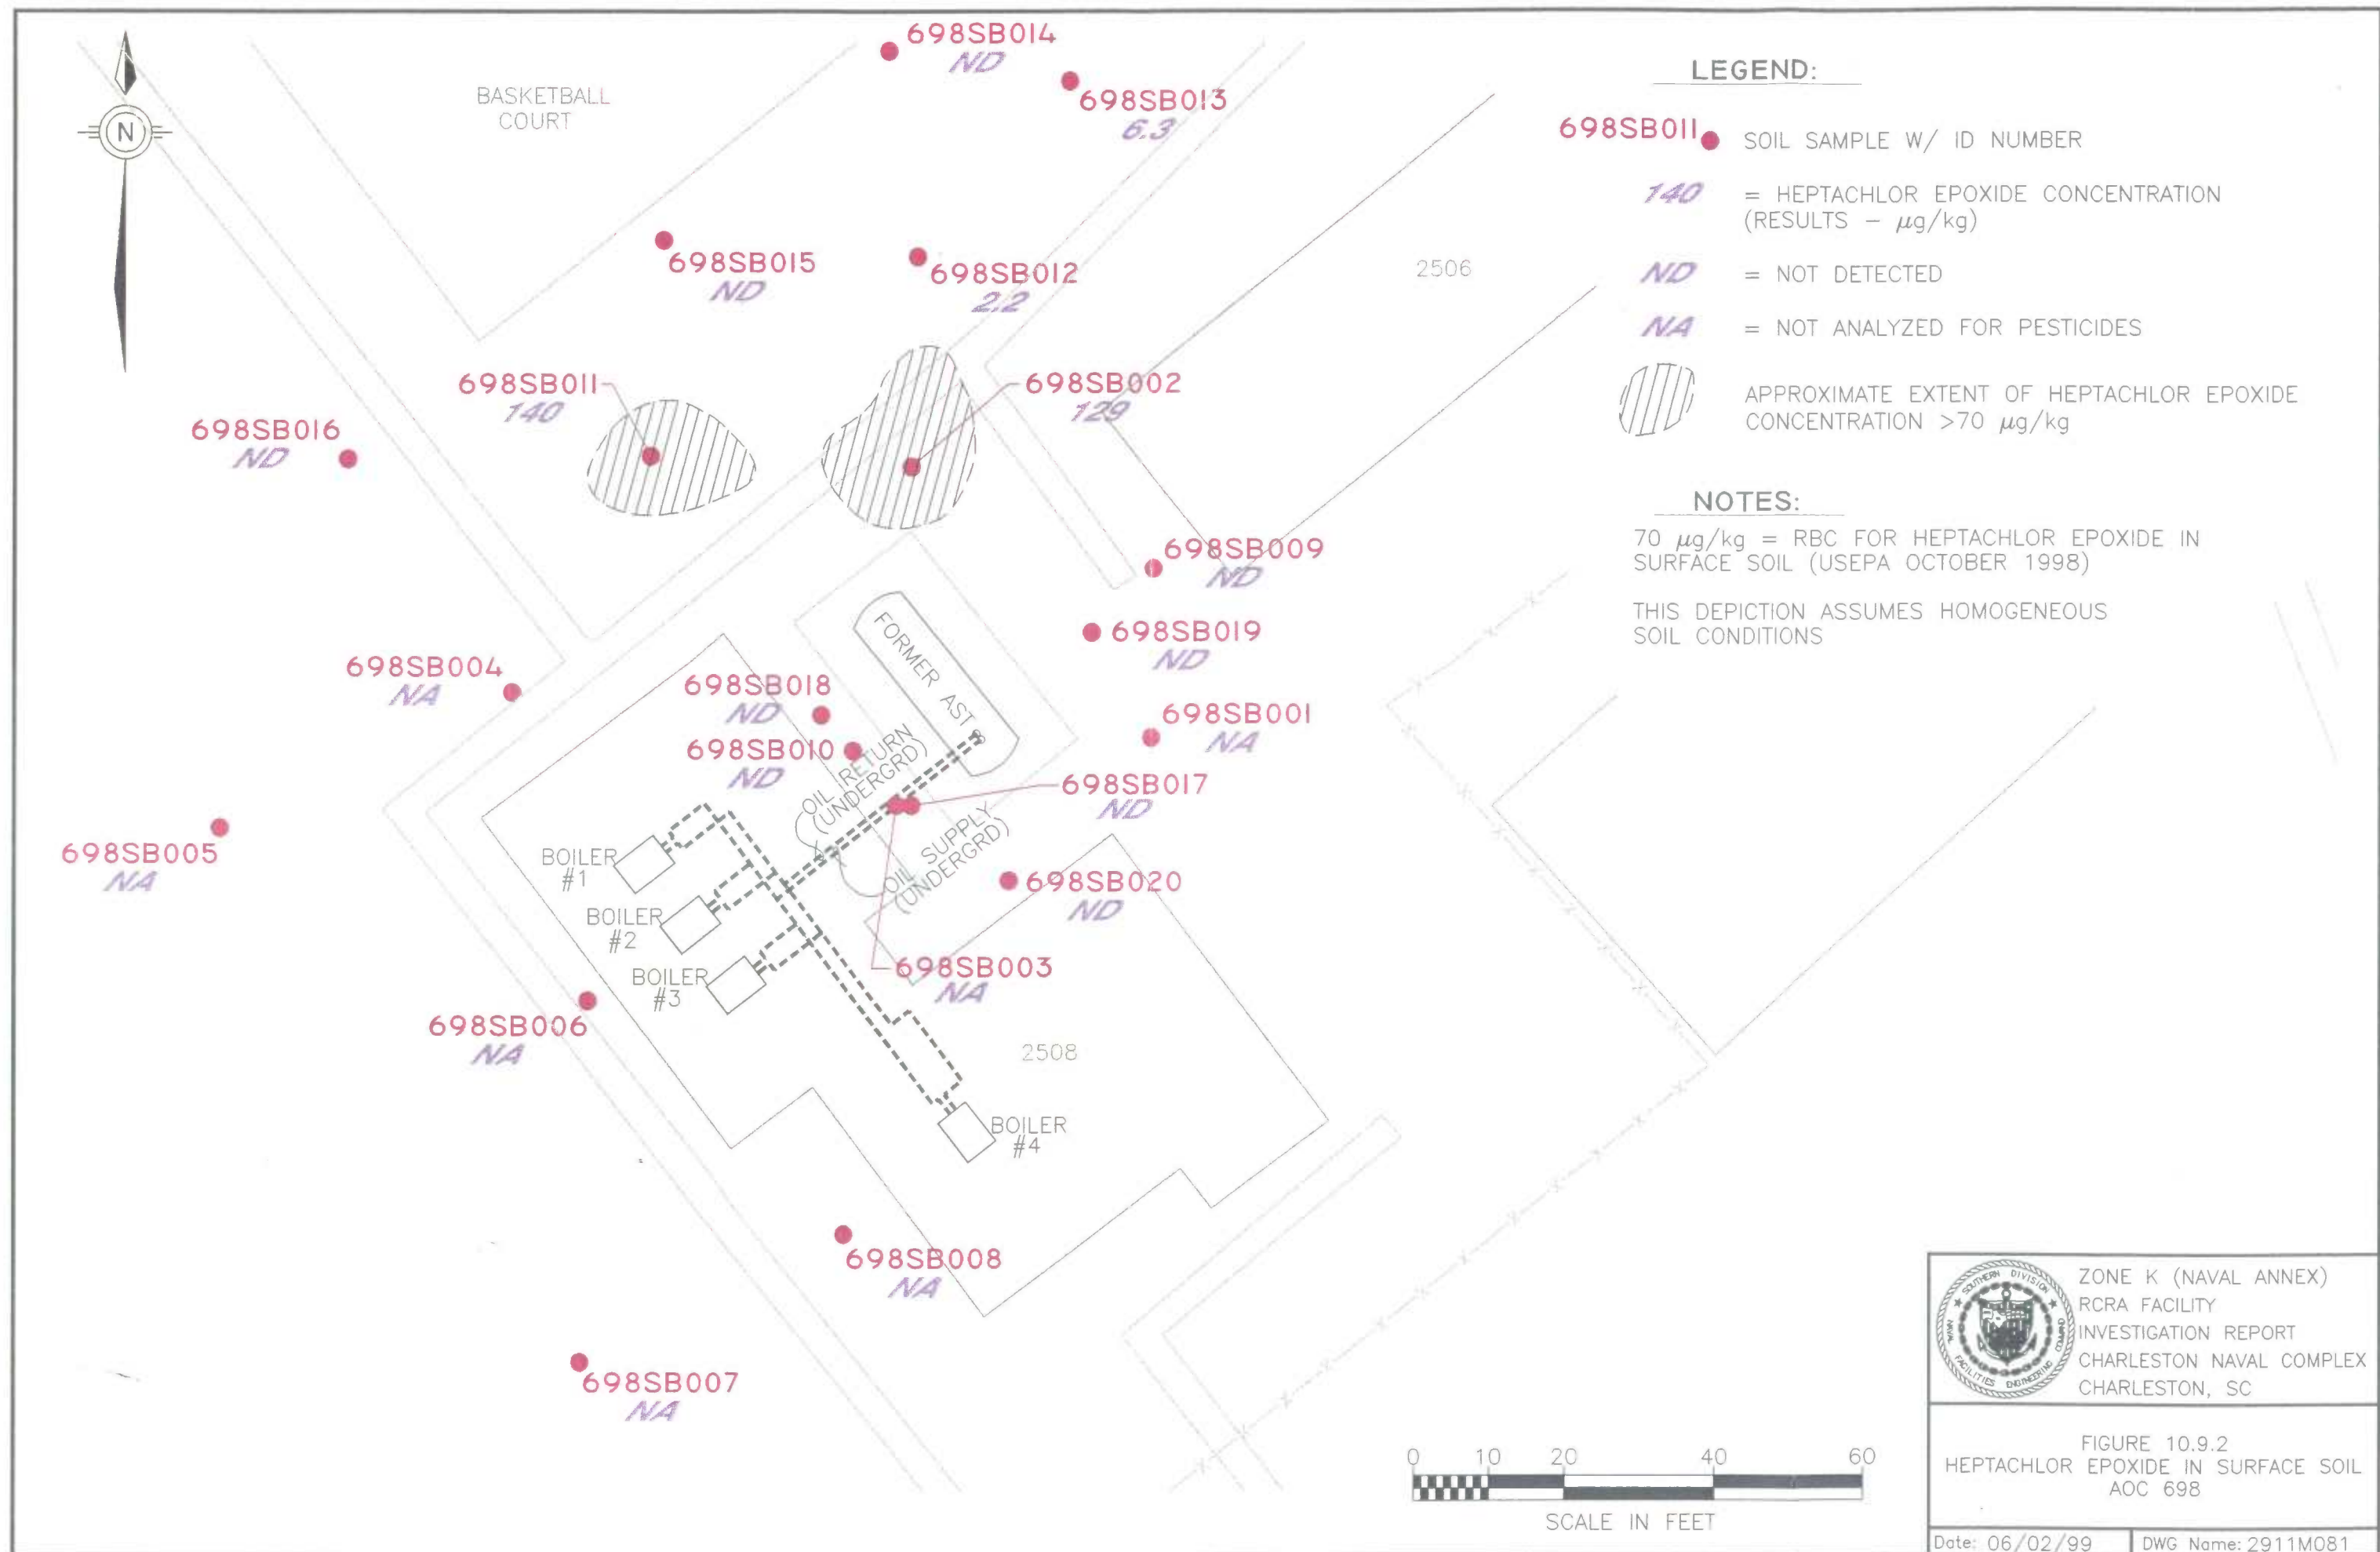 698SB014
ND
698SB013
6.3
BASKETBALL
COURT
N
698SB015
ND
698SB012
2.2
2506
698SB011
140
698SB002
129
698SB016
ND
698SB009
ND
698SB019
ND
698SB004
NA
698SB018
ND
FORMER AST
698SB001
NA
698SB010
ND
OIL RETURN
(UNDERGRD)
698SB017
ND
OIL SUPPLY
(UNDERGRD)
698SB005
NA
BOILER
#1
698SB020
ND
BOILER
#2
698SB003
NA
BOILER
#3
698SB006
NA
2508
BOILER
#4
698SB008
NA
698SB007
NA
LEGEND:
698SB011 SOIL SAMPLE W/ ID NUMBER
140 = HEPTACHLOR EPOXIDE CONCENTRATION
(RESULTS - μg/kg)
ND = NOT DETECTED
NA = NOT ANALYZED FOR PESTICIDES
APPROXIMATE EXTENT OF HEPTACHLOR EPOXIDE
CONCENTRATION >70 μg/kg
NOTES:
70 μg/kg = RBC FOR HEPTACHLOR EPOXIDE IN
SURFACE SOIL (USEPA OCTOBER 1998)
THIS DEPICTION ASSUMES HOMOGENEOUS
SOIL CONDITIONS
0 10 20 40 60
SCALE IN FEET
SOUTHERN DIVISION
NAVAL FACILITIES ENGINEERING COMMAND
ZONE K (NAVAL ANNEX)
RCRA FACILITY
INVESTIGATION REPORT
CHARLESTON NAVAL COMPLEX
CHARLESTON, SC
FIGURE 10.9.2
HEPTACHLOR EPOXIDE IN SURFACE SOIL
AOC 698
Date: 06/02/99 DWG Name: 2911M081